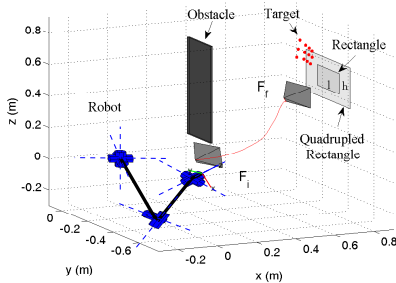 Obstacle
Target
Rectangle
0.8
0.6
0.4
0.2
0
-0.2
z (m)
Robot
F_f
l
h
Quadrupled
Rectangle
F_i
0
-0.2
-0.4
-0.6
y (m)
-0.2
0
0.2
0.4
0.6
0.8
x (m)